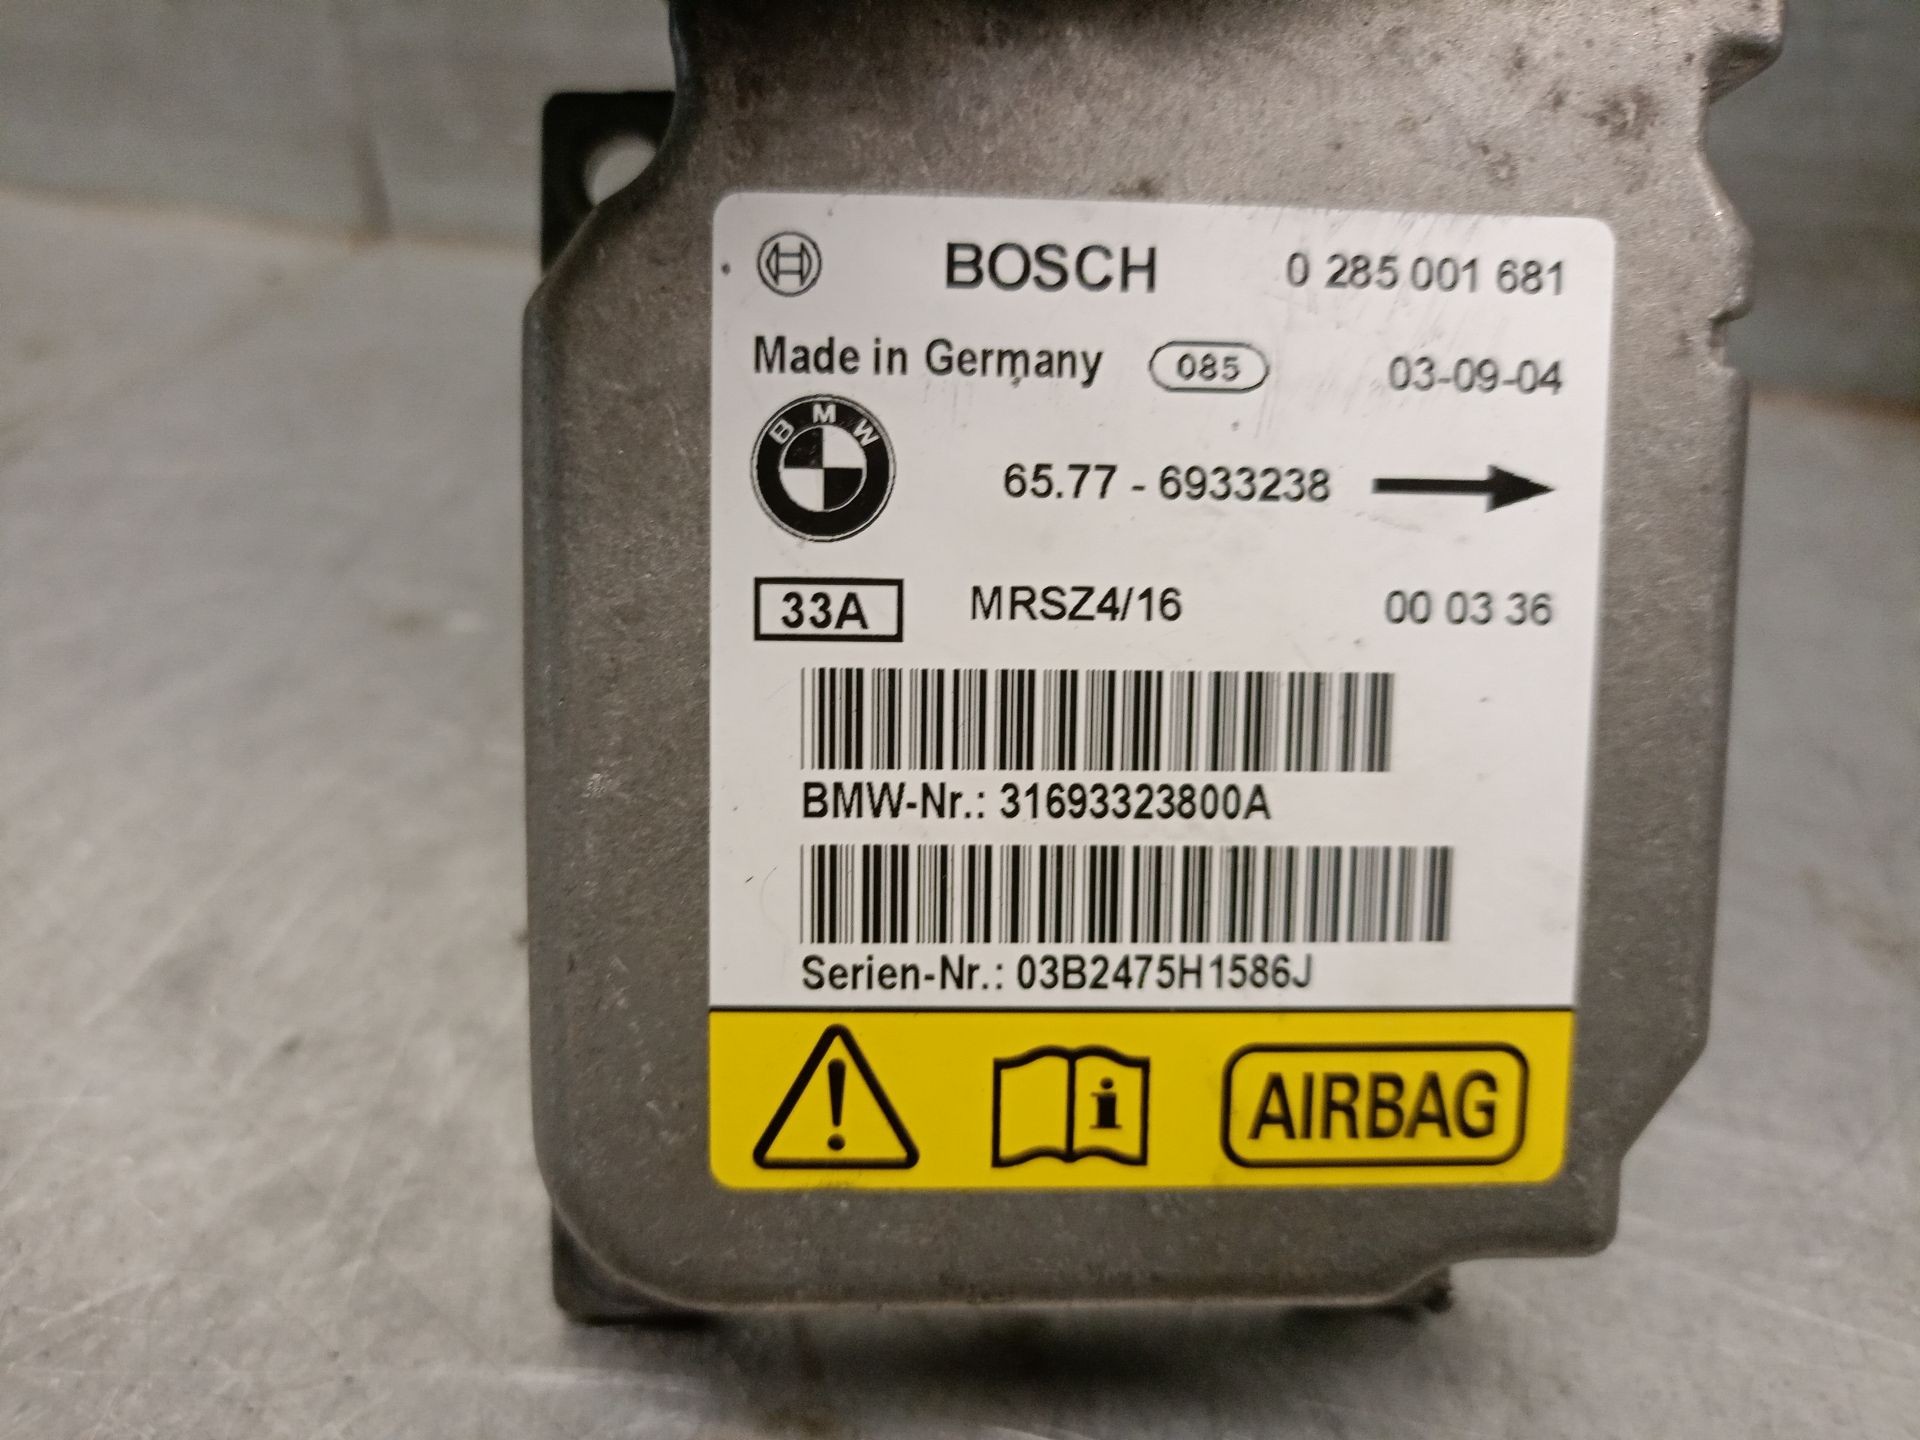 BOSCH 0 285 001 681
Made in Germany 085 03-09-04
BMW
65.77 - 6933238
33A MRSZ4/16 00 03 36
BMW-Nr.: 31693323800A
Serien-Nr.: 03B2475H1586J
i AIRBAG